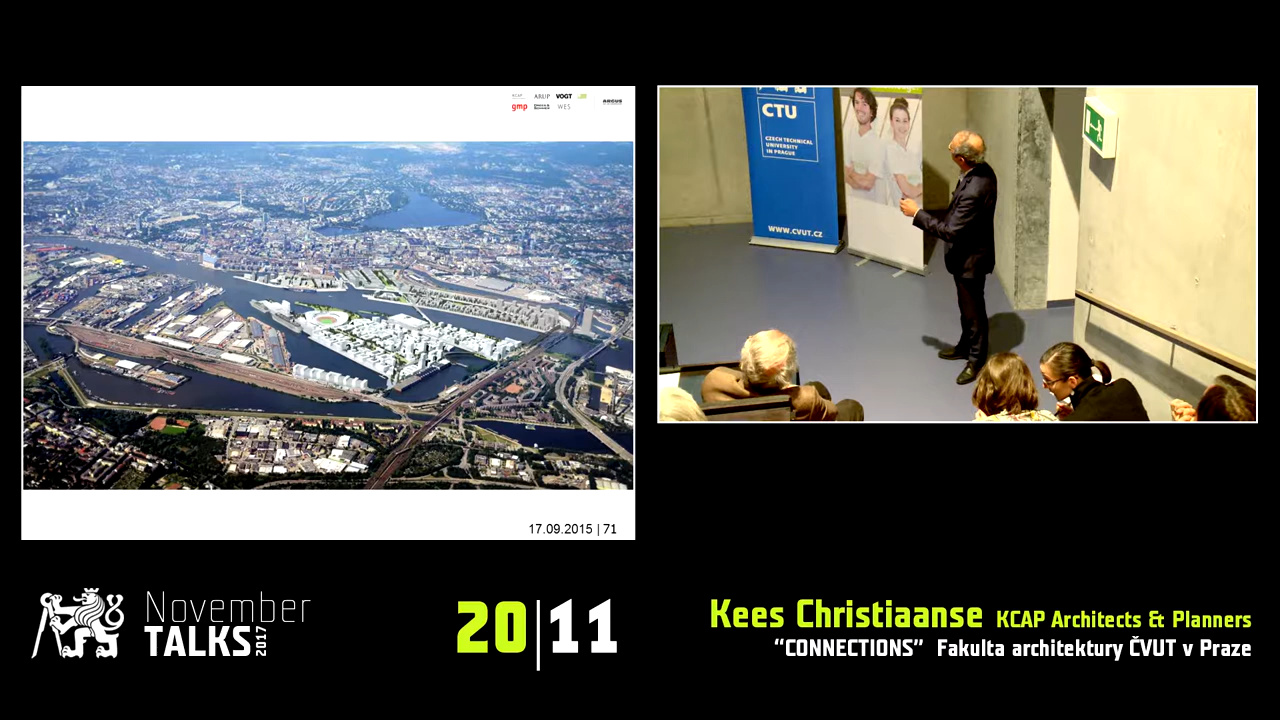 ARUP VOGT
gmp WES
ARGUS
17.09.2015 | 71
CTU
CZECH TECHNICAL
UNIVERSITY
IN PRAGUE
WWW.CVUT.CZ
November
TALKS 2017
20|11
Kees Christiaanse KCAP Architects & Planners
“CONNECTIONS” Fakulta architektury ČVUT v Praze